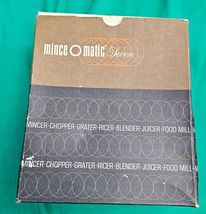 mince O matic Seven
MINCER-CHOPPER-GRATER-RICER-BLENDER-JUICER-FOOD MILL-
MINCER-CHOPPER-GRATER-RICER-BLENDER-JUICER-FOOD MILL-M